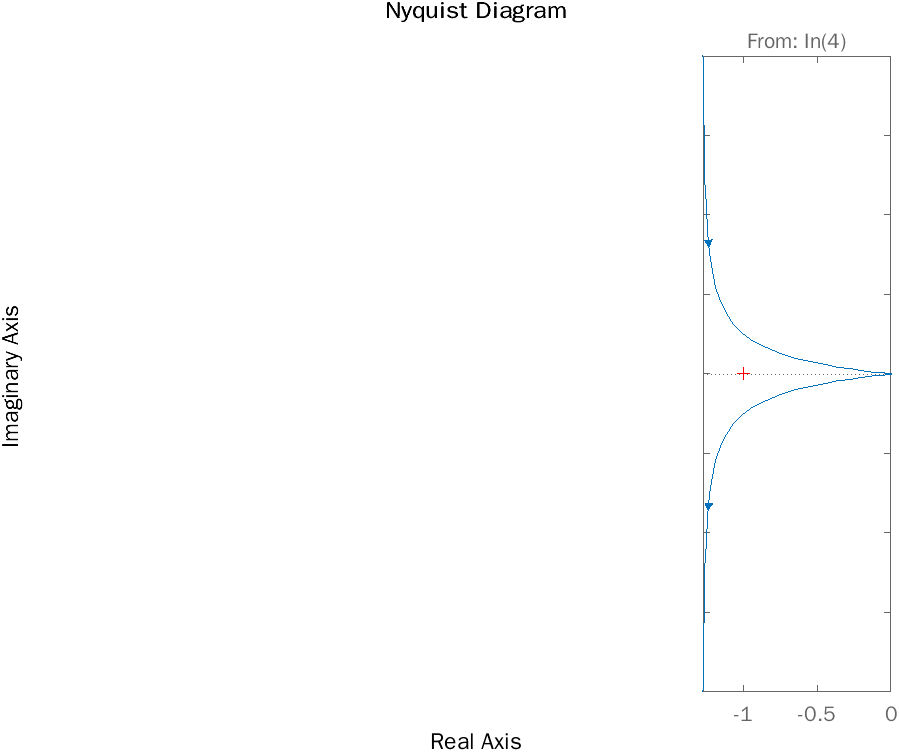 Nyquist Diagram
From: In(4)
Imaginary Axis
-1 -0.5 0
Real Axis